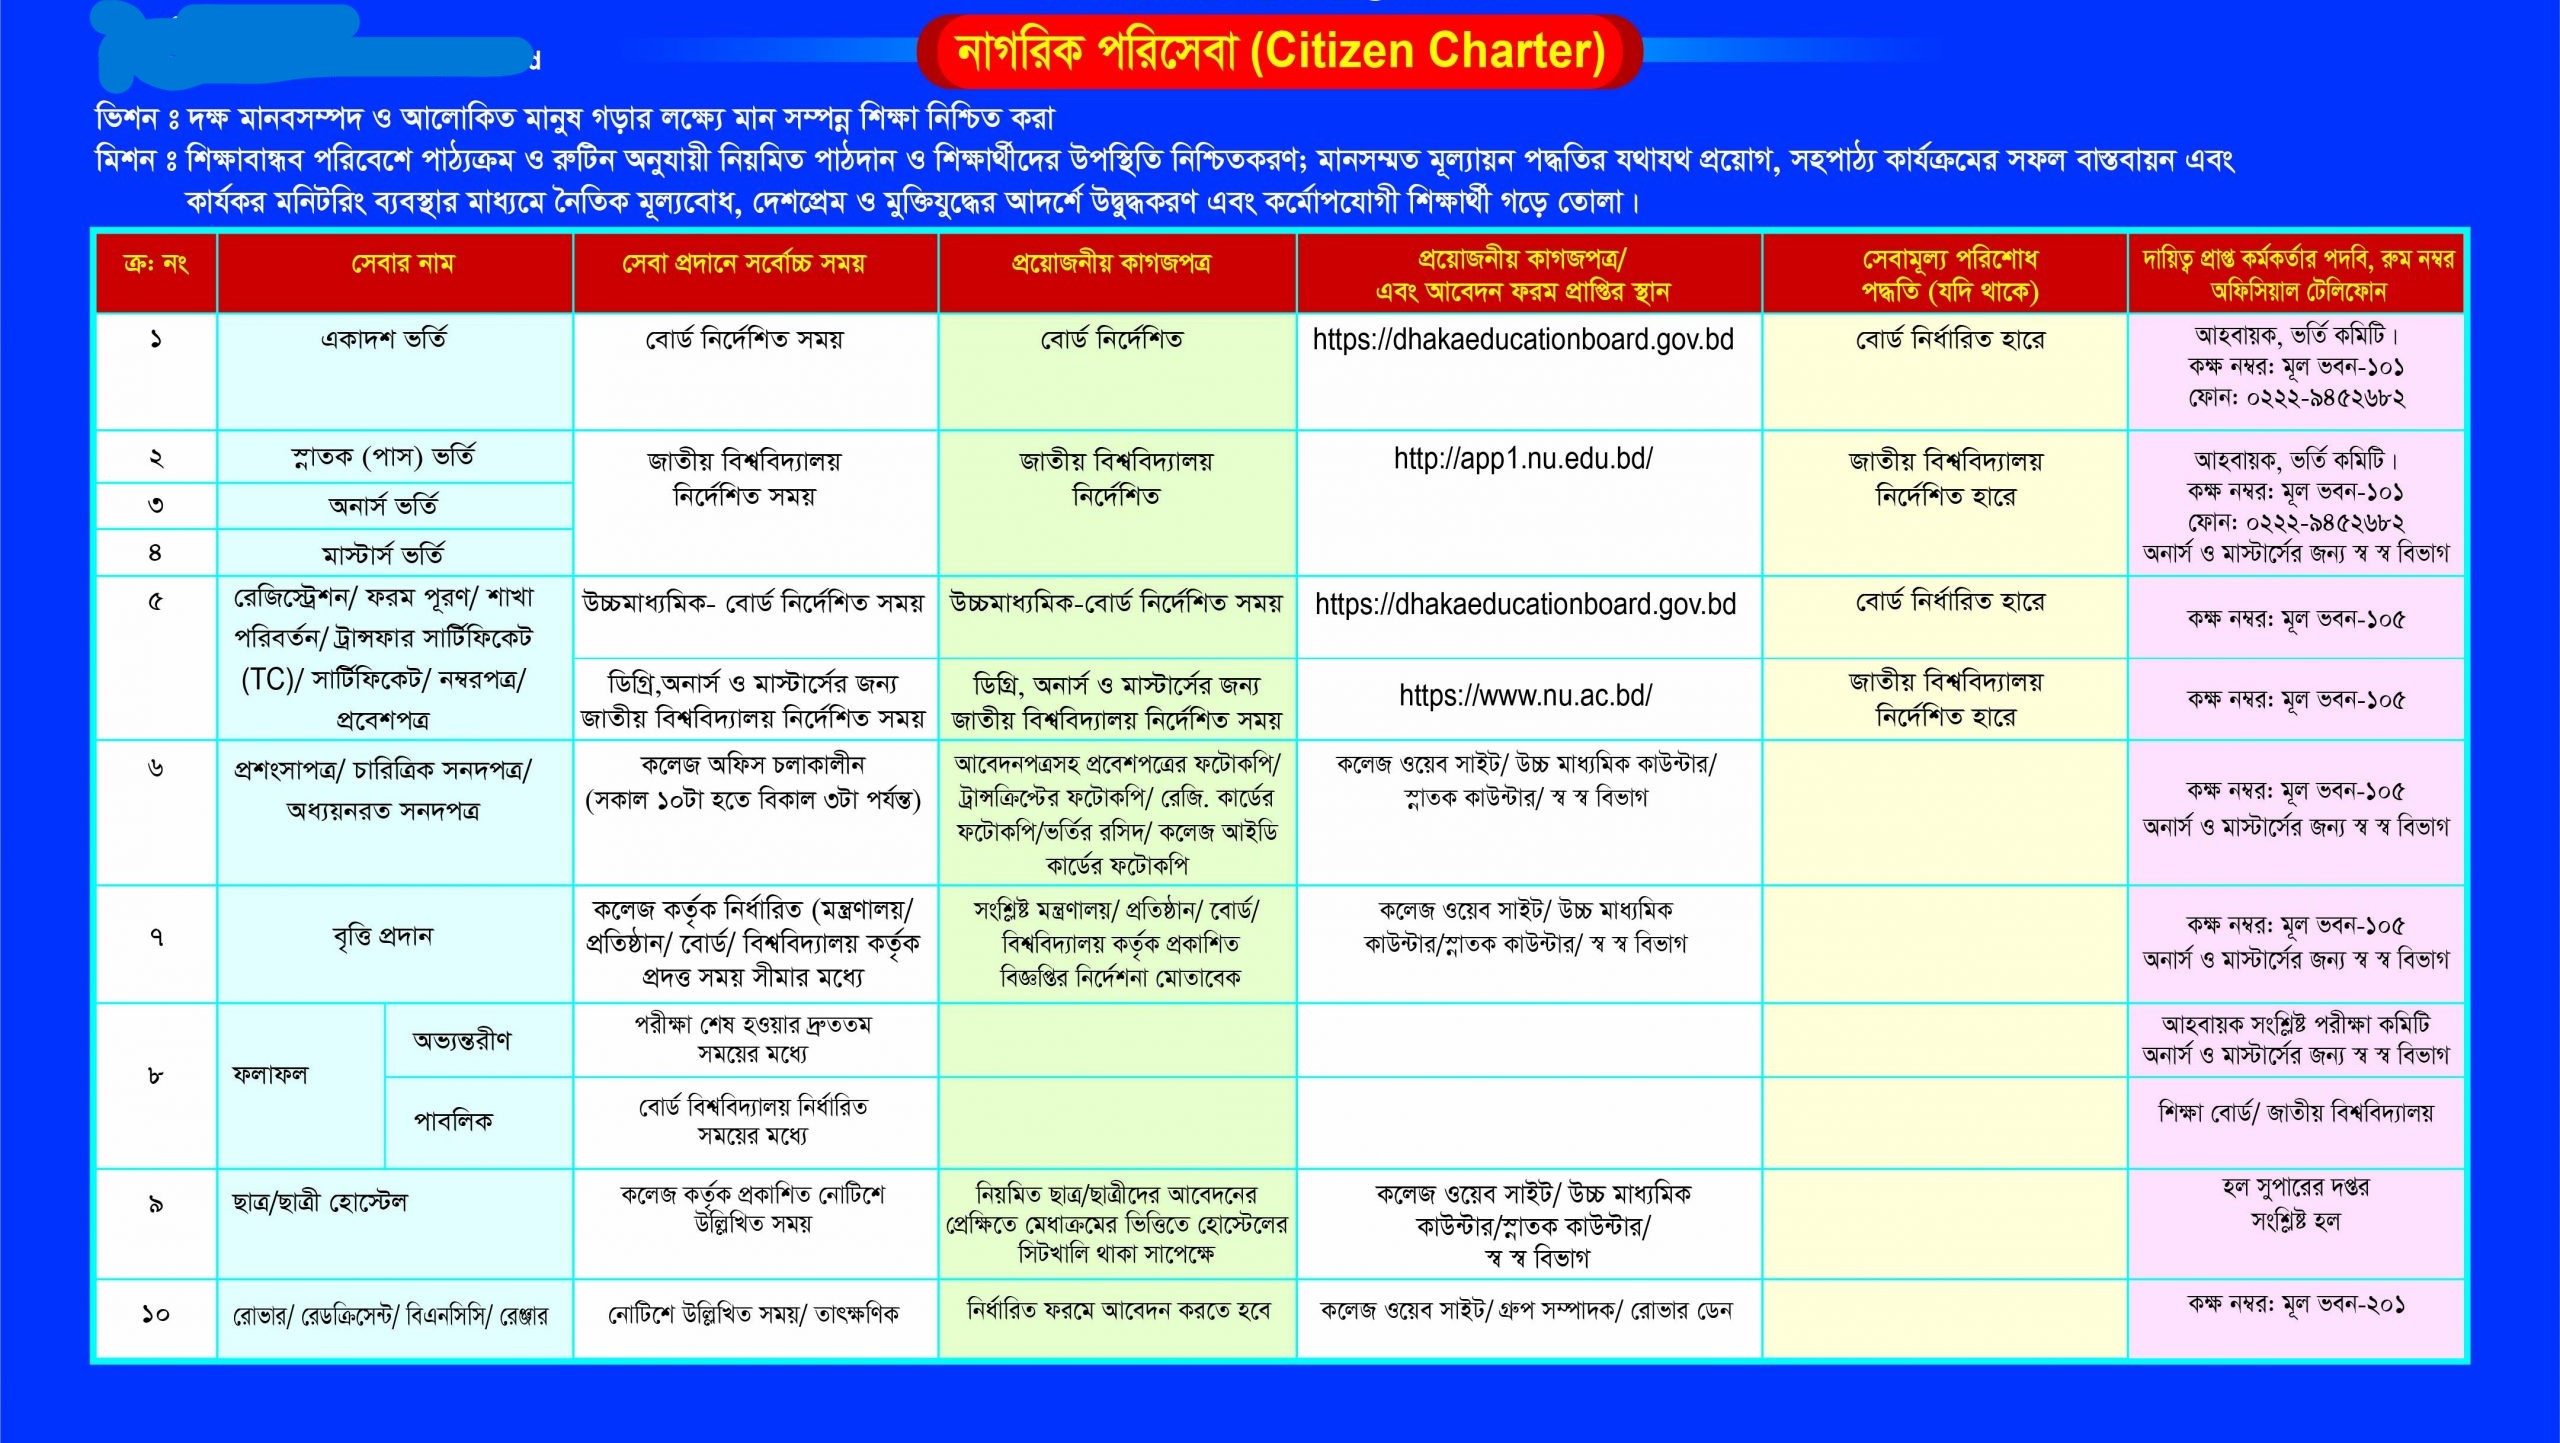 নাগরিক পরিসেবা (Citizen Charter)
ভিশন ঃ দক্ষ মানবসম্পদ ও আলোকিত মানুষ গড়ার লক্ষ্যে মান সম্পন্ন শিক্ষা নিশ্চিত করা
মিশন ঃ শিক্ষাবান্ধব পরিবেশে পাঠ্যক্রম ও রুটিন অনুযায়ী নিয়মিত পাঠদান ও শিক্ষার্থীদের উপস্থিতি নিশ্চিতকরণ; মানসম্মত মূল্যায়ন পদ্ধতির যথাযথ প্রয়োগ, সহপাঠ্য কার্যক্রমের সফল বাস্তবায়ন এবং
কার্যকর মনিটরিং ব্যবস্থার মাধ্যমে নৈতিক মূল্যবোধ, দেশপ্রেম ও মুক্তিযুদ্ধের আদর্শে উদ্বুদ্ধকরণ এবং কর্মোপযোগী শিক্ষার্থী গড়ে তোলা।
ক্র: নং
সেবার নাম
সেবা প্রদানে সর্বোচ্চ সময়
প্রয়োজনীয় কাগজপত্র
প্রয়োজনীয় কাগজপত্র/
এবং আবেদন ফরম প্রাপ্তির স্থান
সেবামূল্য পরিশোধ
পদ্ধতি (যদি থাকে)
দায়িত্ব প্রাপ্ত কর্মকর্তার পদবি, রুম নম্বর
অফিসিয়াল টেলিফোন
১
একাদশ ভর্তি
বোর্ড নির্দেশিত সময়
বোর্ড নির্দেশিত
https://dhakaeducationboard.gov.bd
বোর্ড নির্ধারিত হারে
আহবায়ক, ভর্তি কমিটি।
কক্ষ নম্বর: মূল ভবন-১০১
ফোন: ০২২২-৯৪৫২৬৮২
২
স্নাতক (পাস) ভর্তি
৩
অনার্স ভর্তি
৪
মাস্টার্স ভর্তি
জাতীয় বিশ্ববিদ্যালয়
নির্দেশিত সময়
জাতীয় বিশ্ববিদ্যালয়
নির্দেশিত
http://app1.nu.edu.bd/
জাতীয় বিশ্ববিদ্যালয়
নির্দেশিত হারে
আহবায়ক, ভর্তি কমিটি।
কক্ষ নম্বর: মূল ভবন-১০১
ফোন: ০২২২-৯৪৫২৬৮২
অনার্স ও মাস্টার্সের জন্য স্ব স্ব বিভাগ
৫
রেজিস্ট্রেশন/ ফরম পূরণ/ শাখা
পরিবর্তন/ ট্রান্সফার সার্টিফিকেট
(TC)/ সার্টিফিকেট/ নম্বরপত্র/
প্রবেশপত্র
উচ্চমাধ্যমিক- বোর্ড নির্দেশিত সময়
উচ্চমাধ্যমিক-বোর্ড নির্দেশিত সময়
https://dhakaeducationboard.gov.bd
বোর্ড নির্ধারিত হারে
কক্ষ নম্বর: মূল ভবন-১০৫
ডিগ্রি,অনার্স ও মাস্টার্সের জন্য
জাতীয় বিশ্ববিদ্যালয় নির্দেশিত সময়
ডিগ্রি, অনার্স ও মাস্টার্সের জন্য
জাতীয় বিশ্ববিদ্যালয় নির্দেশিত সময়
https://www.nu.ac.bd/
জাতীয় বিশ্ববিদ্যালয়
নির্দেশিত হারে
কক্ষ নম্বর: মূল ভবন-১০৫
৬
প্রশংসাপত্র/ চারিত্রিক সনদপত্র/
অধ্যয়নরত সনদপত্র
কলেজ অফিস চলাকালীন
(সকাল ১০টা হতে বিকাল ৩টা পর্যন্ত)
আবেদনপত্রসহ প্রবেশপত্রের ফটোকপি/
ট্রান্সক্রিপ্টের ফটোকপি/ রেজি. কার্ডের
ফটোকপি/ভর্তির রসিদ/ কলেজ আইডি
কার্ডের ফটোকপি
কলেজ ওয়েব সাইট/ উচ্চ মাধ্যমিক কাউন্টার/
স্নাতক কাউন্টার/ স্ব স্ব বিভাগ
কক্ষ নম্বর: মূল ভবন-১০৫
অনার্স ও মাস্টার্সের জন্য স্ব স্ব বিভাগ
৭
বৃত্তি প্রদান
কলেজ কর্তৃক নির্ধারিত (মন্ত্রণালয়/
প্রতিষ্ঠান/ বোর্ড/ বিশ্ববিদ্যালয় কর্তৃক
প্রদত্ত সময় সীমার মধ্যে
সংশ্লিষ্ট মন্ত্রণালয়/ প্রতিষ্ঠান/ বোর্ড/
বিশ্ববিদ্যালয় কর্তৃক প্রকাশিত
বিজ্ঞপ্তির নির্দেশনা মোতাবেক
কলেজ ওয়েব সাইট/ উচ্চ মাধ্যমিক
কাউন্টার/স্নাতক কাউন্টার/ স্ব স্ব বিভাগ
কক্ষ নম্বর: মূল ভবন-১০৫
অনার্স ও মাস্টার্সের জন্য স্ব স্ব বিভাগ
৮
ফলাফল
অভ্যন্তরীণ
পরীক্ষা শেষ হওয়ার দ্রুততম
সময়ের মধ্যে
আহবায়ক সংশ্লিষ্ট পরীক্ষা কমিটি
অনার্স ও মাস্টার্সের জন্য স্ব স্ব বিভাগ
পাবলিক
বোর্ড বিশ্ববিদ্যালয় নির্ধারিত
সময়ের মধ্যে
শিক্ষা বোর্ড/ জাতীয় বিশ্ববিদ্যালয়
৯
ছাত্র/ছাত্রী হোস্টেল
কলেজ কর্তৃক প্রকাশিত নোটিশে
উল্লিখিত সময়
নিয়মিত ছাত্র/ছাত্রীদের আবেদনের
প্রেক্ষিতে মেধাক্রমের ভিত্তিতে হোস্টেলের
সিটখালি থাকা সাপেক্ষে
কলেজ ওয়েব সাইট/ উচ্চ মাধ্যমিক
কাউন্টার/স্নাতক কাউন্টার/
স্ব স্ব বিভাগ
হল সুপারের দপ্তর
সংশ্লিষ্ট হল
১০
রোভার/ রেডক্রিসেন্ট/ বিএনসিসি/ রেঞ্জার
নোটিশে উল্লিখিত সময়/ তাৎক্ষণিক
নির্ধারিত ফরমে আবেদন করতে হবে
কলেজ ওয়েব সাইট/ গ্রুপ সম্পাদক/ রোভার ডেন
কক্ষ নম্বর: মূল ভবন-২০১